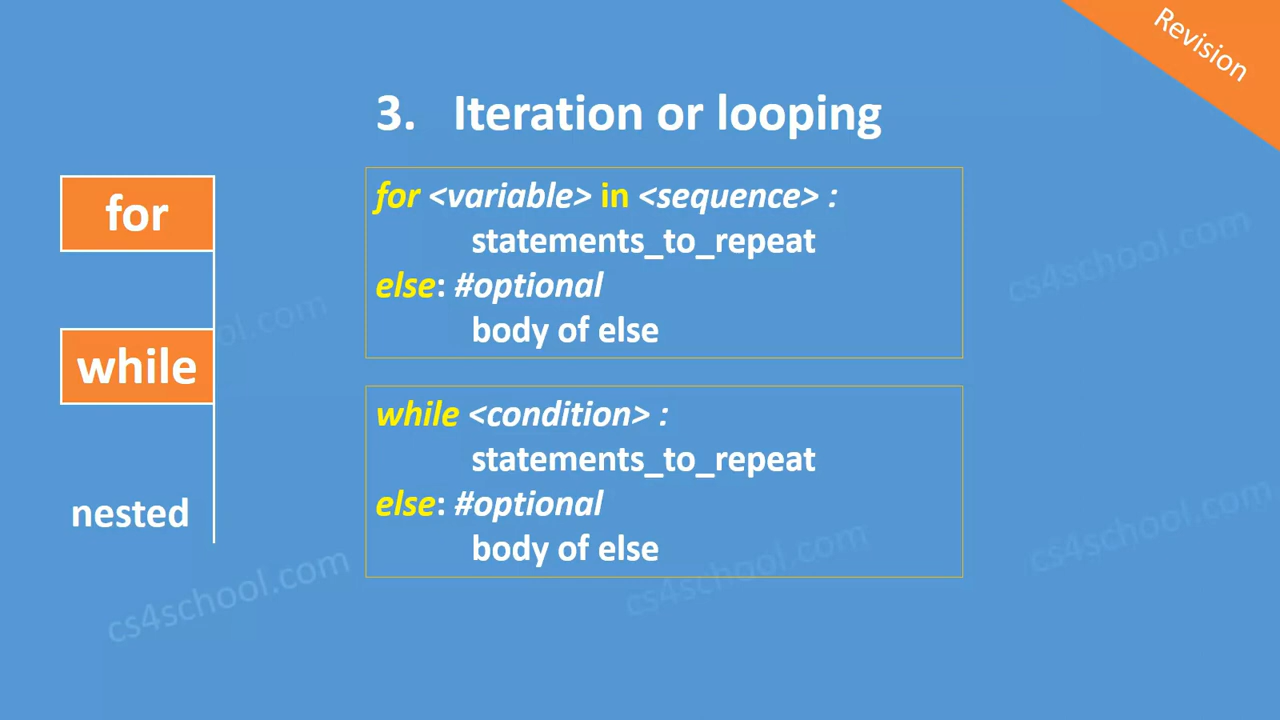 Revision
3. Iteration or looping
for
for <variable> in <sequence> :
statements_to_repeat
else: #optional
body of else
while
while <condition> :
statements_to_repeat
else: #optional
body of else
nested
cs4school.com
ool.com
cs4school.com
cs4school.com
cs4school.com